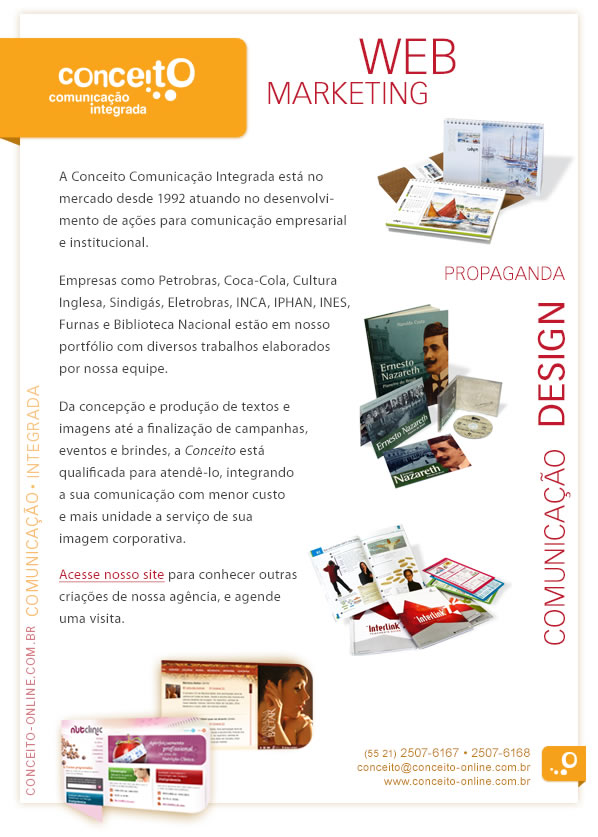 conceito
comunicação
integrada
WEB
MARKETING
A Conceito Comunicação Integrada está no
mercado desde 1992 atuando no desenvolvi-
mento de ações para comunicação empresarial
e institucional.
PROPAGANDA
Empresas como Petrobras, Coca-Cola, Cultura
Inglesa, Sindigás, Eletrobras, INCA, IPHAN, INES,
Furnas e Biblioteca Nacional estão em nosso
portfólio com diversos trabalhos elaborados
por nossa equipe.
Ernesto
Nazareth
Ernesto Nazareth
Nazareth
COMUNICAÇÃO DESIGN
Da concepção e produção de textos e
imagens até a finalização de campanhas,
eventos e brindes, a Conceito está
qualificada para atendê-lo, integrando
a sua comunicação com menor custo
e mais unidade a serviço de sua
imagem corporativa.
Acesse nosso site para conhecer outras
criações de nossa agência, e agende
uma visita.
Interlink
Interlink
CONCEITO-ONLINE.COM.BR COMUNICAÇÃO • INTEGRADA
nutclinic
Aperfeiçoamento
profissional
(55 21) 2507-6167 • 2507-6168
conceito@conceito-online.com.br
www.conceito-online.com.br